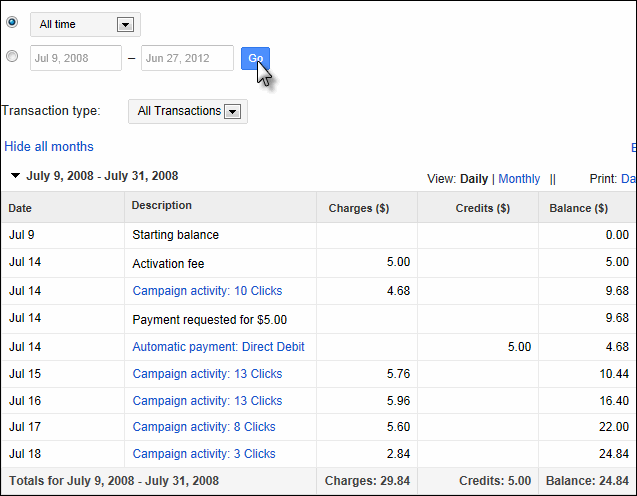 All time
Jul 9, 2008 – Jun 27, 2012 Go
Transaction type: All Transactions
Hide all months
July 9, 2008 - July 31, 2008 View: Daily | Monthly || Print: Da
Date Description Charges ($) Credits ($) Balance ($)
Jul 9 Starting balance 0.00
Jul 14 Activation fee 5.00 5.00
Jul 14 Campaign activity: 10 Clicks 4.68 9.68
Jul 14 Payment requested for $5.00 9.68
Jul 14 Automatic payment: Direct Debit 5.00 4.68
Jul 15 Campaign activity: 13 Clicks 5.76 10.44
Jul 16 Campaign activity: 13 Clicks 5.96 16.40
Jul 17 Campaign activity: 8 Clicks 5.60 22.00
Jul 18 Campaign activity: 3 Clicks 2.84 24.84
Totals for July 9, 2008 - July 31, 2008 Charges: 29.84 Credits: 5.00 Balance: 24.84